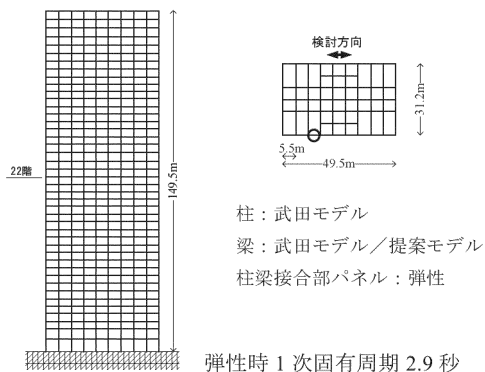 22階
149.5m
検討方向
31.2m
5.5m
49.5m
柱：武田モデル
梁：武田モデル／提案モデル
柱梁接合部パネル：弾性
弾性時1次固有周期2.9秒